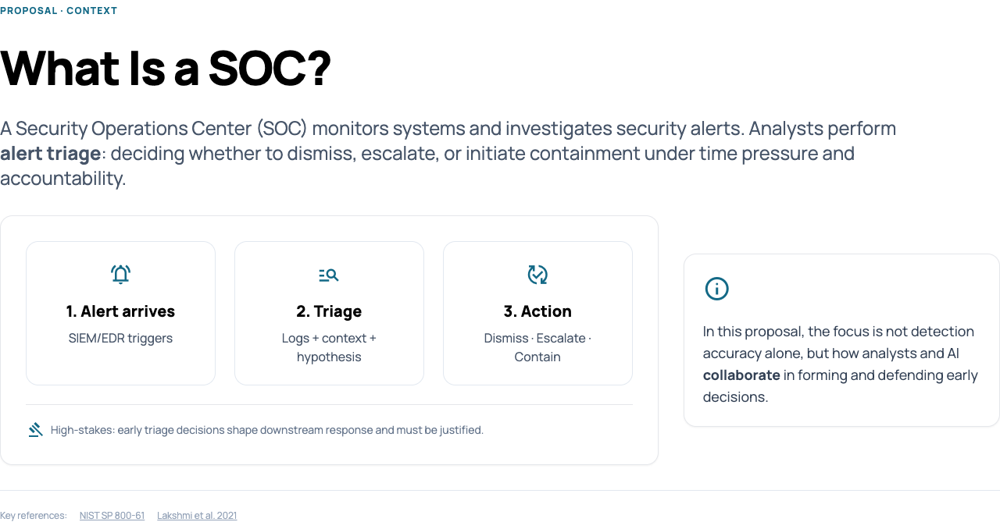 PROPOSAL · CONTEXT
What Is a SOC?
A Security Operations Center (SOC) monitors systems and investigates security alerts. Analysts perform
alert triage: deciding whether to dismiss, escalate, or initiate containment under time pressure and
accountability.
1. Alert arrives
SIEM/EDR triggers
2. Triage
Logs + context +
hypothesis
3. Action
Dismiss · Escalate ·
Contain
High-stakes: early triage decisions shape downstream response and must be justified.
In this proposal, the focus is not detection
accuracy alone, but how analysts and AI
collaborate in forming and defending early
decisions.
Key references: NIST SP 800-61 Lakshmi et al. 2021